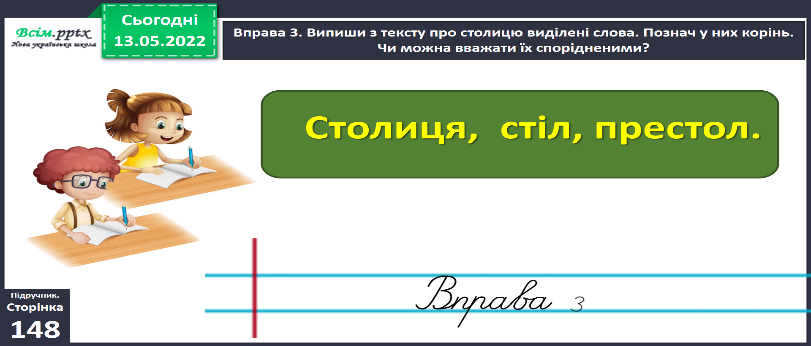 Всім.pptx
Нова українська школа
Сьогодні
13.05.2022
Вправа 3. Випиши з тексту про столицю виділені слова. Познач у них корінь.
Чи можна вважати їх спорідненими?
Столиця, стіл, престол.
Вправа 3
Підручник.
Сторінка
148